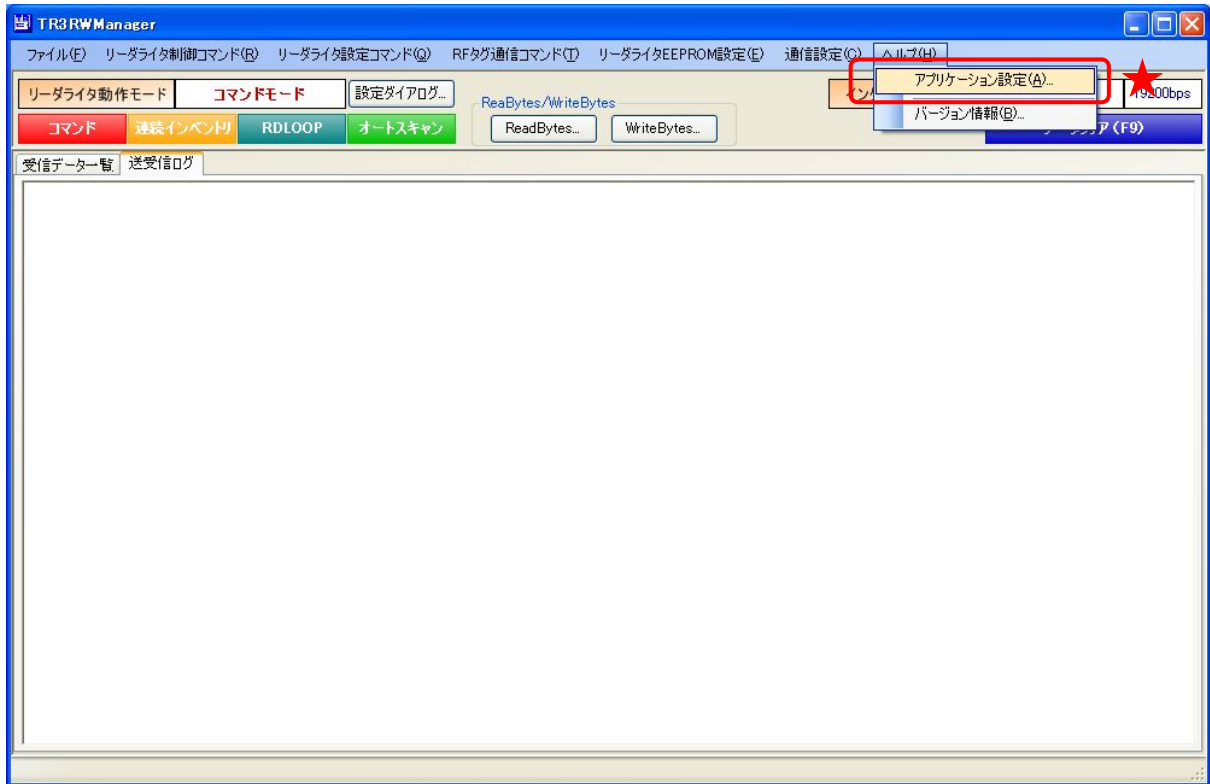 TR3RWManager
ファイル(F) リーダライタ制御コマンド(R) リーダライタ設定コマンド(Q) RFタグ通信コマンド(T) リーダライタEEPROM設定(E) 通信設定(C) ヘルプ(H)
アプリケーション設定(A)...
バージョン情報(B)...
リーダライタ動作モード コマンドモード 設定ダイアログ... ReaBytes/WriteBytes 19200bps
コマンド 連続インベントリ RDLOOP オートスキャン ReadBytes... WriteBytes... (F9)
受信データ一覧 送受信ログ